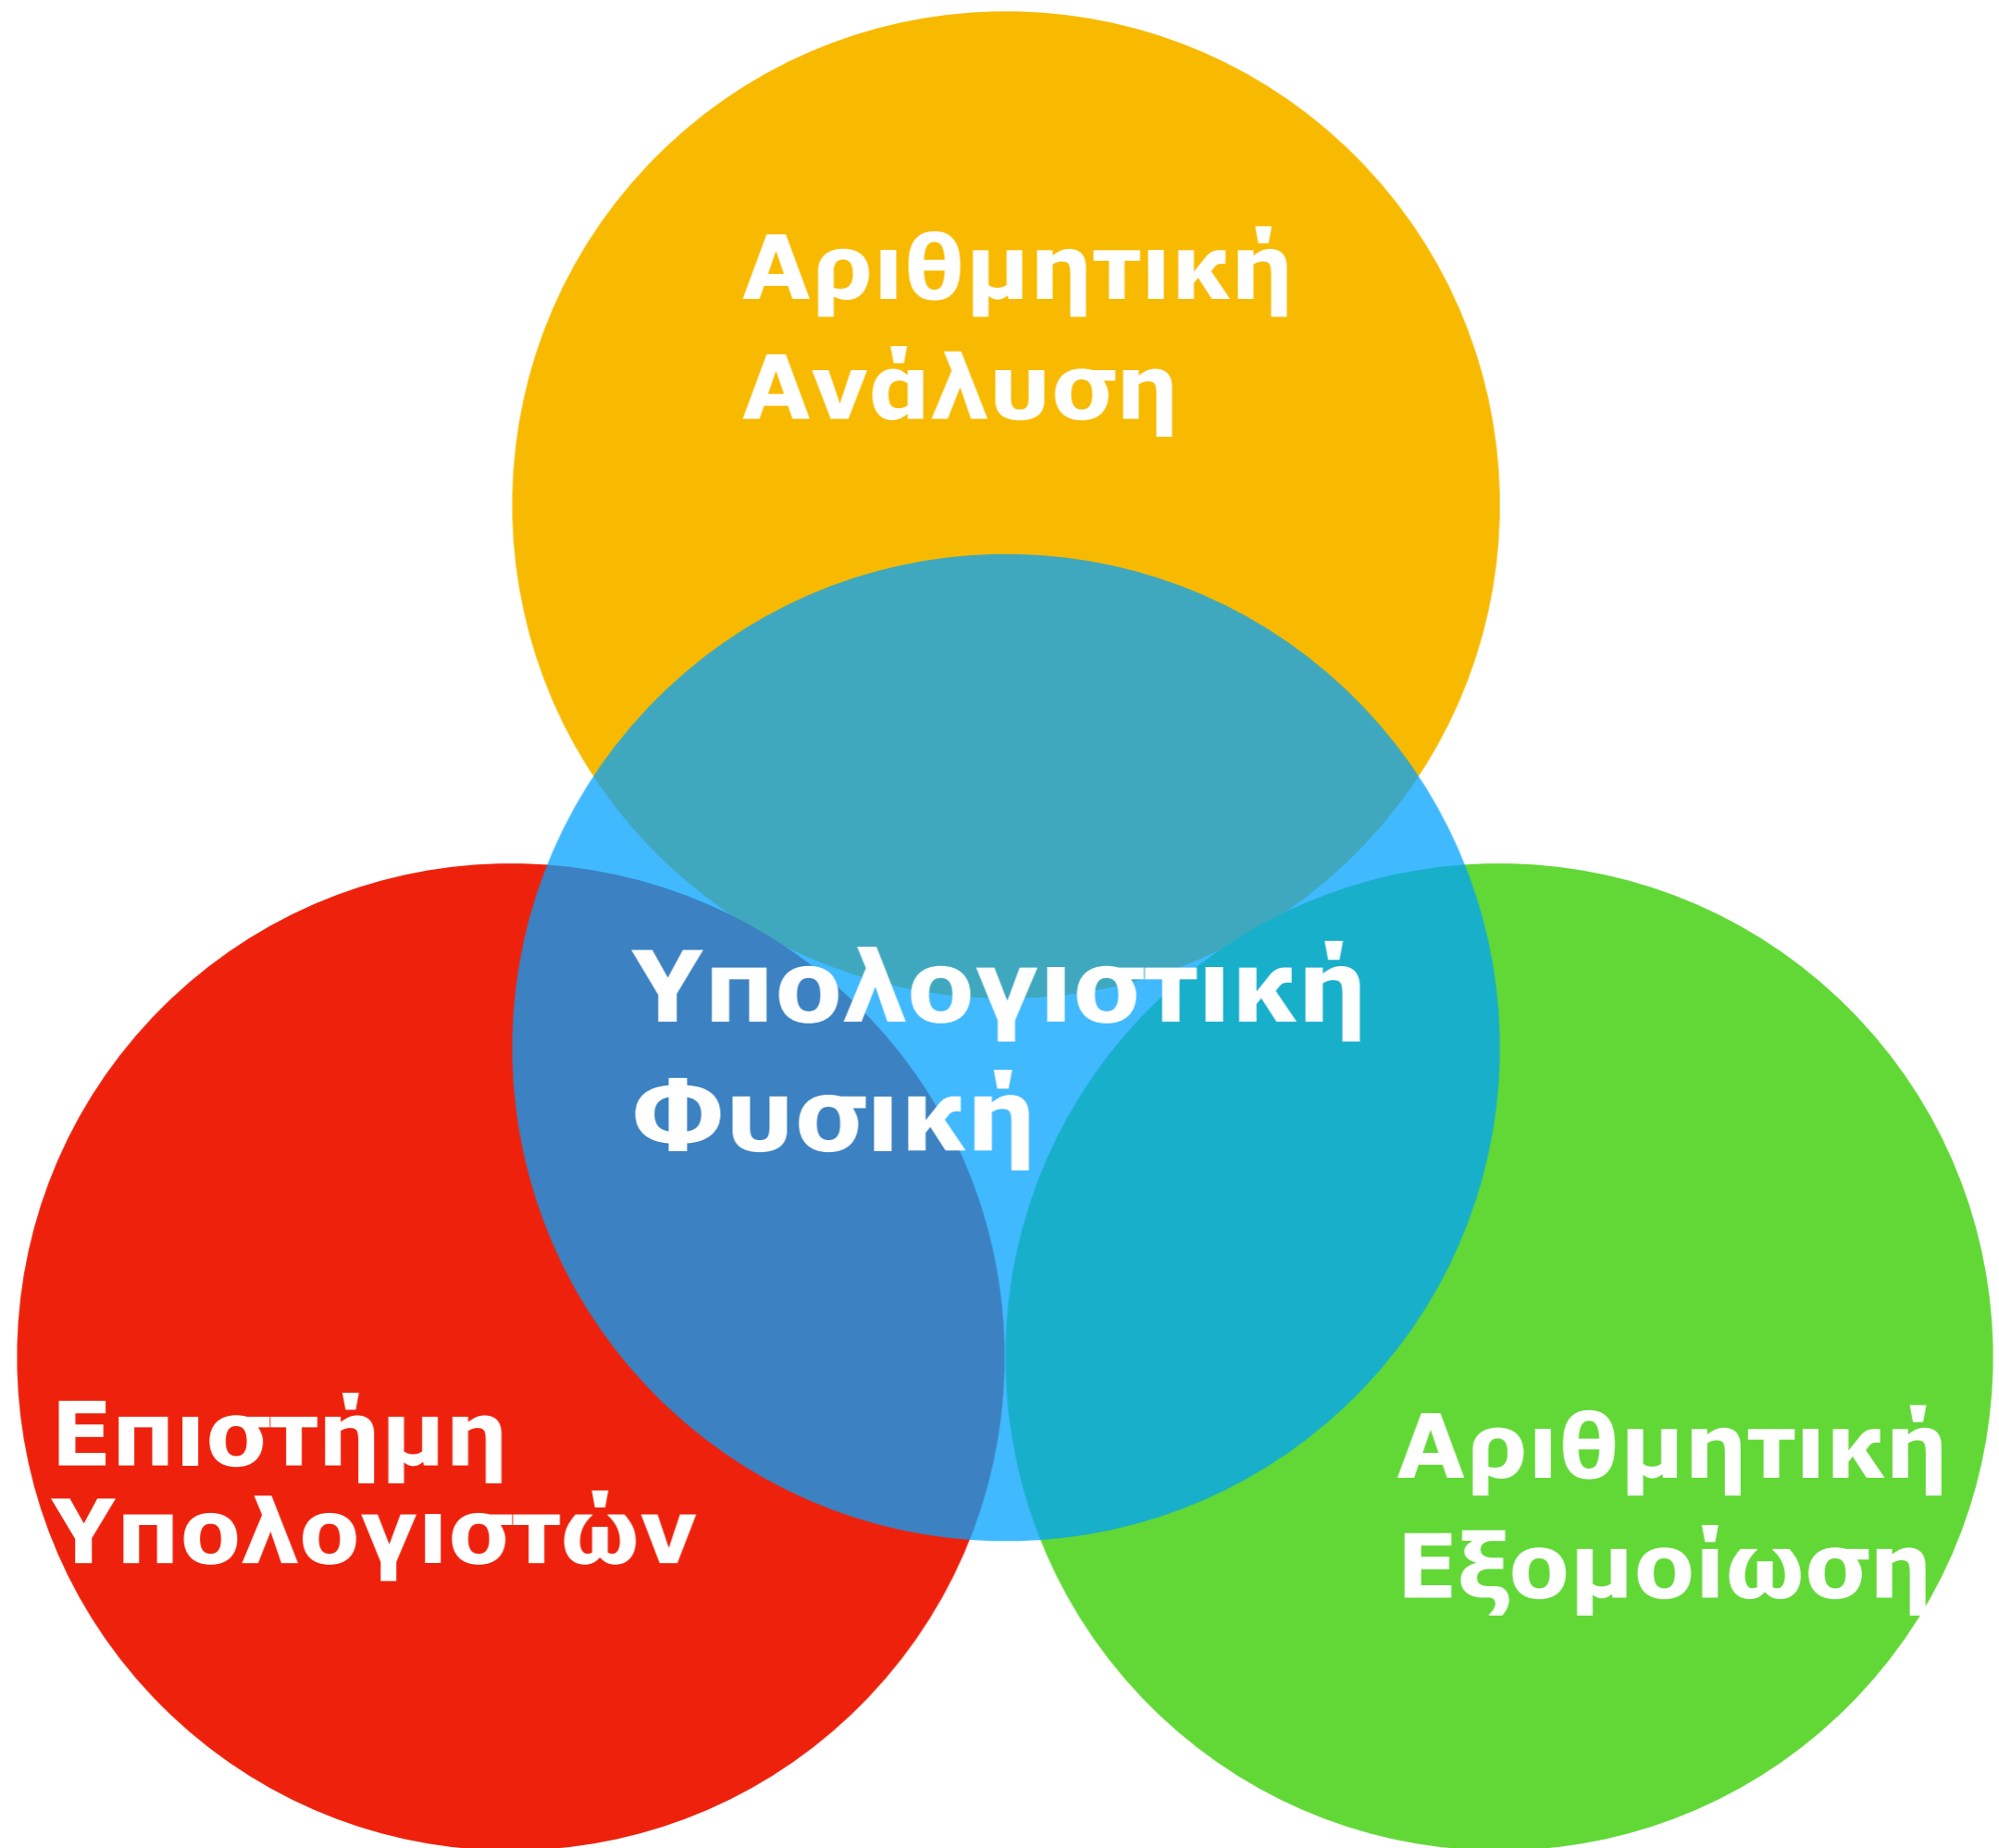 Αριθμητική
Ανάλυση
Υπολογιστική
Φυσική
Επιστήμη
Υπολογιστών
Αριθμητική
Εξομοίωση